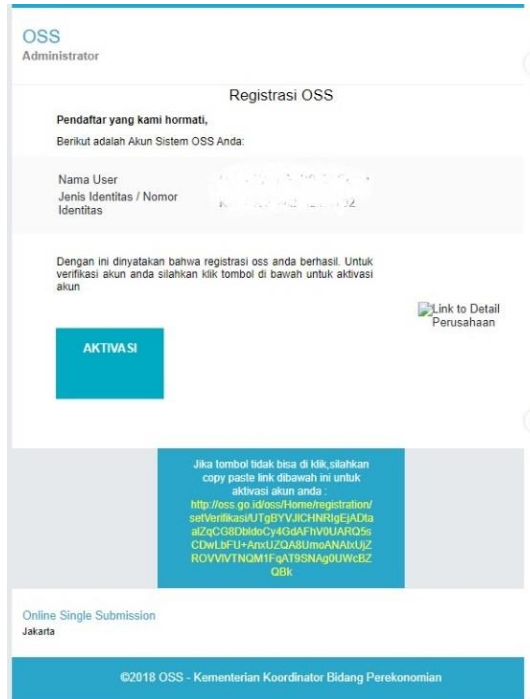 OSS
Administrator
Registrasi OSS
Pendaftar yang kami hormati,
Berikut adalah Akun Sistem OSS Anda:
Nama User
Jenis Identitas / Nomor
Identitas
Dengan ini dinyatakan bahwa registrasi oss anda berhasil. Untuk
verifikasi akun anda silahkan klik tombol di bawah untuk aktivasi
akun
Link to Detail
Perusahaan
AKTIVASI
Jika tombol tidak bisa di klik,silahkan
copy paste link dibawah ini untuk
aktivasi akun anda :
http://oss.go.id/oss/Home/registration/
Online Single Submission
Jakarta
©2018 OSS - Kementerian Koordinator Bidang Perekonomian